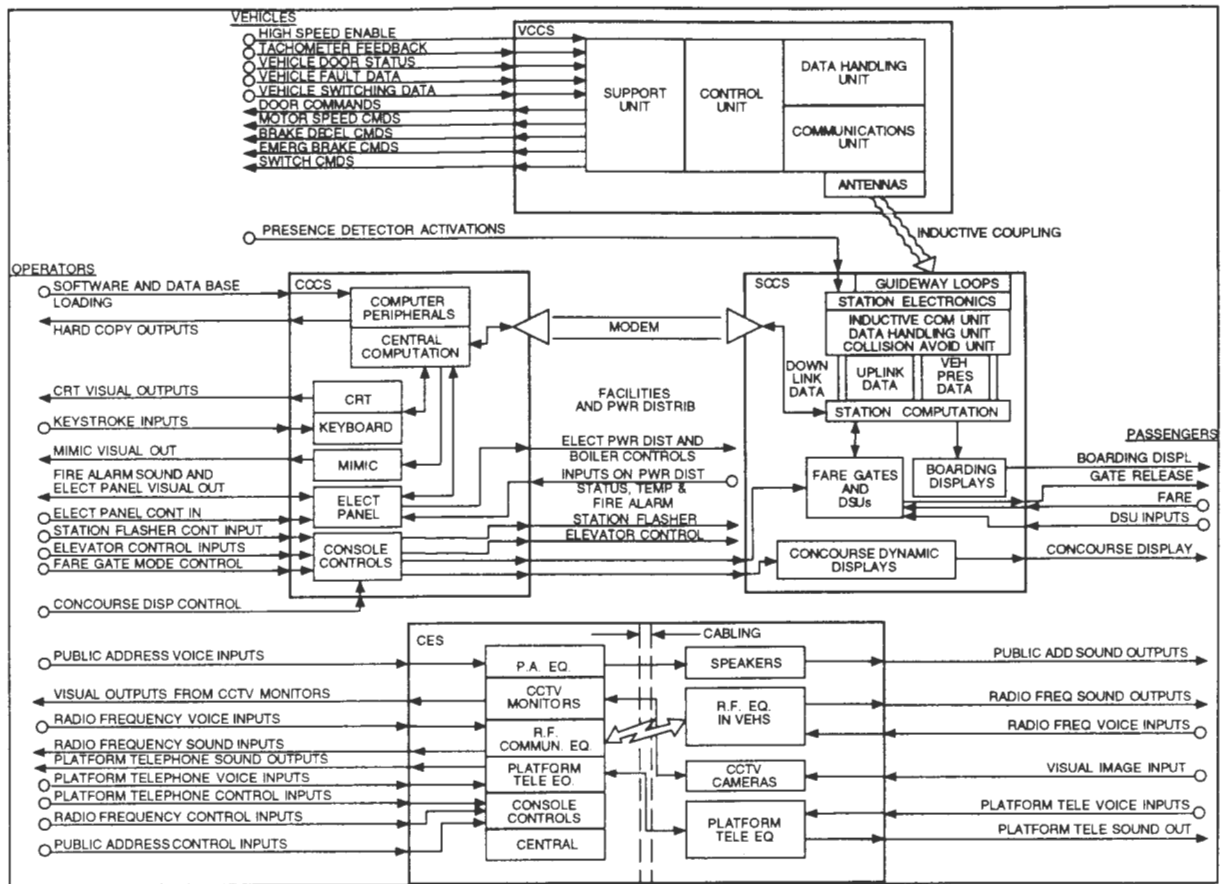 VEHICLES
HIGH SPEED ENABLE
TACHOMETER FEEDBACK
VEHICLE DOOR STATUS
VEHICLE FAULT DATA
VEHICLE SWITCHING DATA
DOOR COMMANDS
MOTOR SPEED CMDS
BRAKE DECEL CMDS
EMERG BRAKE CMDS
SWITCH CMDS
VCCS
SUPPORT
UNIT
CONTROL
UNIT
DATA HANDLING
UNIT
COMMUNICATIONS
UNIT
ANTENNAS
INDUCTIVE COUPLING
PRESENCE DETECTOR ACTIVATIONS
OPERATORS
SOFTWARE AND DATA BASE
LOADING
HARD COPY OUTPUTS
CRT VISUAL OUTPUTS
KEYSTROKE INPUTS
MIMIC VISUAL OUT
FIRE ALARM SOUND AND
ELECT PANEL VISUAL OUT
ELECT PANEL CONT IN
STATION FLASHER CONT INPUT
ELEVATOR CONTROL INPUTS
FARE GATE MODE CONTROL
CONCOURSE DISP CONTROL
CCCS
COMPUTER
PERIPHERALS
CENTRAL
COMPUTATION
CRT
KEYBOARD
MIMIC
ELECT
PANEL
CONSOLE
CONTROLS
MODEM
FACILITIES
AND PWR DISTRIB
ELECT PWR DIST AND
BOILER CONTROLS
INPUTS ON PWR DIST
STATUS, TEMP &
FIRE ALARM
STATION FLASHER
ELEVATOR CONTROL
SCCS
GUIDEWAY LOOPS
STATION ELECTRONICS
INDUCTIVE COM UNIT
DATA HANDLING UNIT
COLLISION AVOID UNIT
DOWN
LINK
DATA
UPLINK
DATA
VEH
PRES
DATA
STATION COMPUTATION
FARE GATES
AND
DSUs
BOARDING
DISPLAYS
CONCOURSE DYNAMIC
DISPLAYS
PASSENGERS
BOARDING DISPL
GATE RELEASE
FARE
DSU INPUTS
CONCOURSE DISPLAY
CES
CABLING
PUBLIC ADDRESS VOICE INPUTS
VISUAL OUTPUTS FROM CCTV MONITORS
RADIO FREQUENCY VOICE INPUTS
RADIO FREQUENCY SOUND INPUTS
PLATFORM TELEPHONE SOUND OUTPUTS
PLATFORM TELEPHONE VOICE INPUTS
PLATFORM TELEPHONE CONTROL INPUTS
RADIO FREQUENCY CONTROL INPUTS
PUBLIC ADDRESS CONTROL INPUTS
P.A. EQ.
CCTV
MONITORS
R.F.
COMMUN. EQ.
PLATFORM
TELE EQ.
CONSOLE
CONTROLS
CENTRAL
SPEAKERS
R.F. EQ.
IN VEHS
CCTV
CAMERAS
PLATFORM
TELE EQ
PUBLIC ADD SOUND OUTPUTS
RADIO FREQ SOUND OUTPUTS
RADIO FREQ VOICE INPUTS
VISUAL IMAGE INPUT
PLATFORM TELE VOICE INPUTS
PLATFORM TELE SOUND OUT